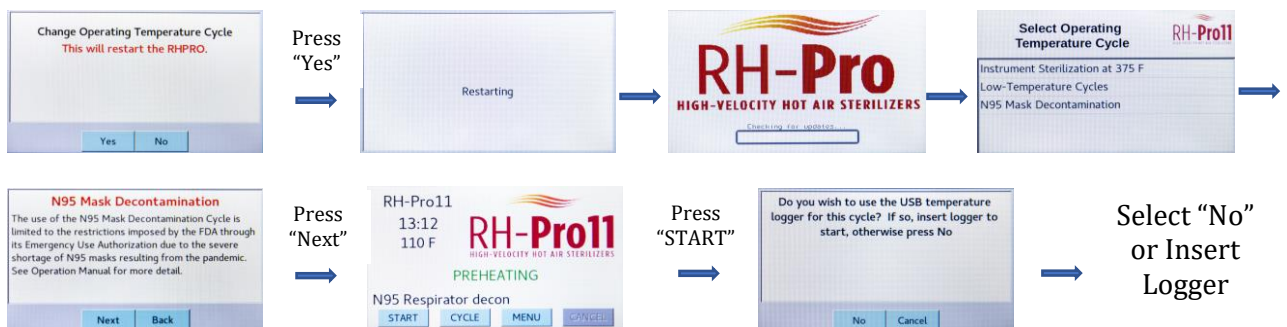 Change Operating Temperature Cycle
This will restart the RHPRO.
Yes No
Press
“Yes”
Restarting
RH-Pro
HIGH-VELOCITY HOT AIR STERILIZERS
Checking for updates...
Select Operating
Temperature Cycle
RH-Pro11
HIGH-VELOCITY HOT AIR STERILIZERS
Instrument Sterilization at 375 F
Low-Temperature Cycles
N95 Mask Decontamination
N95 Mask Decontamination
The use of the N95 Mask Decontamination Cycle is
limited to the restrictions imposed by the FDA through
its Emergency Use Authorization due to the severe
shortage of N95 masks resulting from the pandemic.
See Operation Manual for more detail.
Next Back
Press
“Next”
RH-Pro11
13:12
110 F
RH-Pro11
HIGH-VELOCITY HOT AIR STERILIZERS
PREHEATING
N95 Respirator decon
START CYCLE MENU CANCEL
Press
“START”
Do you wish to use the USB temperature
logger for this cycle? If so, insert logger to
start, otherwise press No
No Cancel
Select “No”
or Insert
Logger